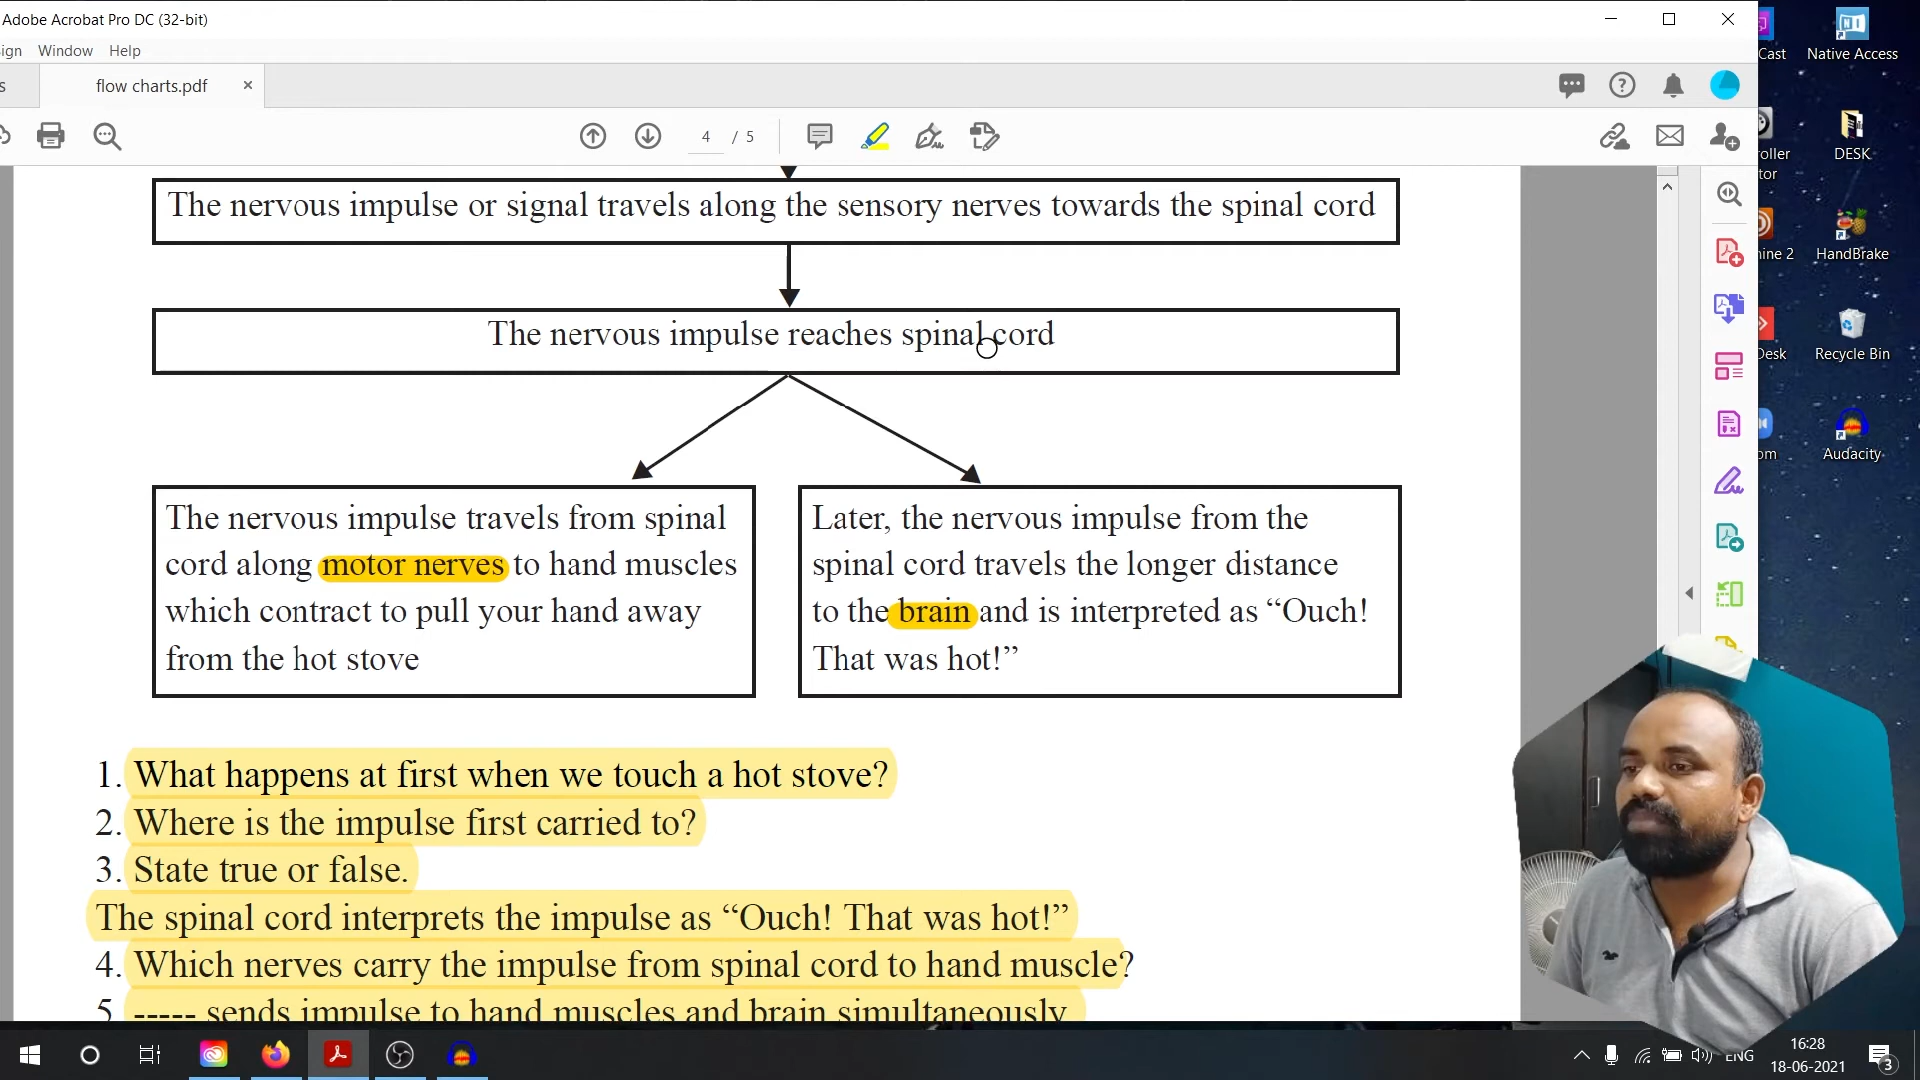 Adobe Acrobat Pro DC (32-bit)
ign Window Help
s flow charts.pdf
4 / 5
The nervous impulse or signal travels along the sensory nerves towards the spinal cord
The nervous impulse reaches spinal cord
The nervous impulse travels from spinal
cord along motor nerves to hand muscles
which contract to pull your hand away
from the hot stove
Later, the nervous impulse from the
spinal cord travels the longer distance
to the brain and is interpreted as “Ouch!
That was hot!”
1. What happens at first when we touch a hot stove?
2. Where is the impulse first carried to?
3. State true or false.
The spinal cord interprets the impulse as “Ouch! That was hot!”
4. Which nerves carry the impulse from spinal cord to hand muscle?
5 ----- sends impulse to hand muscles and brain simultaneously
Cast Native Access
roller
tor DESK
nine 2 HandBrake
Desk Recycle Bin
om Audacity
ENG
16:28
18-06-2021
3